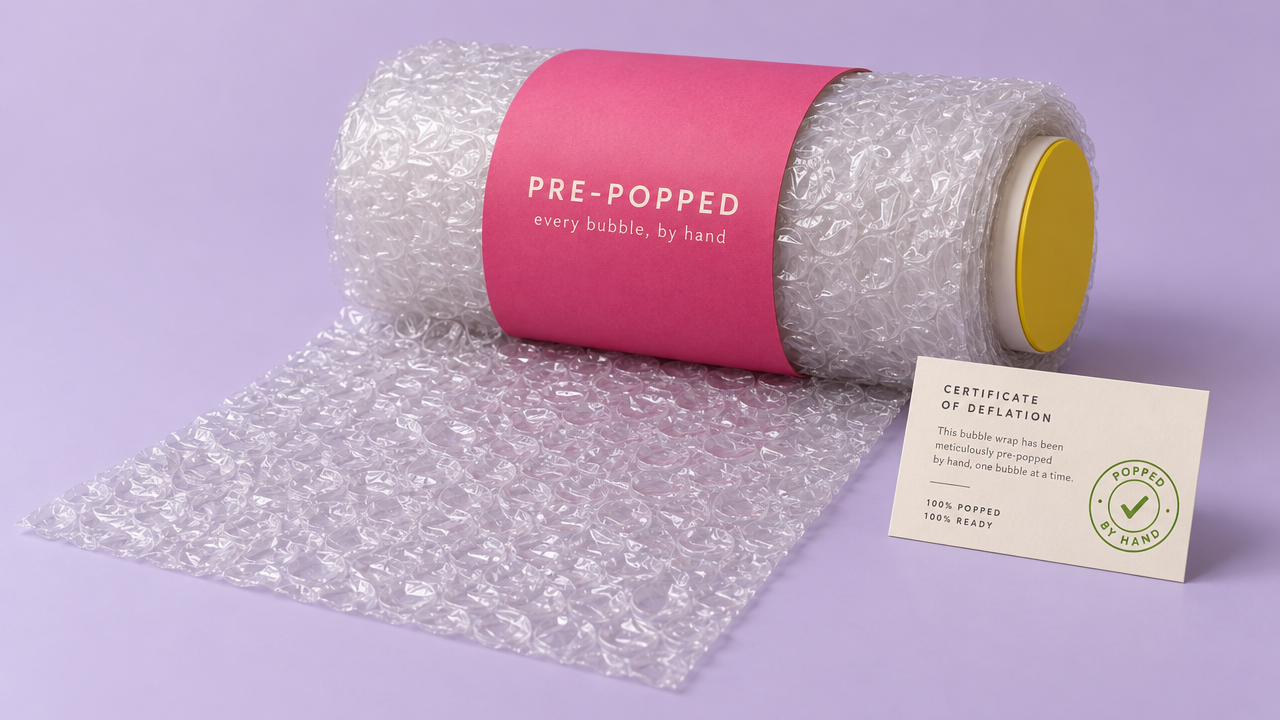 PRE-POPPED
every bubble, by hand
CERTIFICATE
OF DEFLATION
This bubble wrap has been
meticulously pre-popped
by hand, one bubble at a time.
100% POPPED
100% READY
POPPED
BY HAND